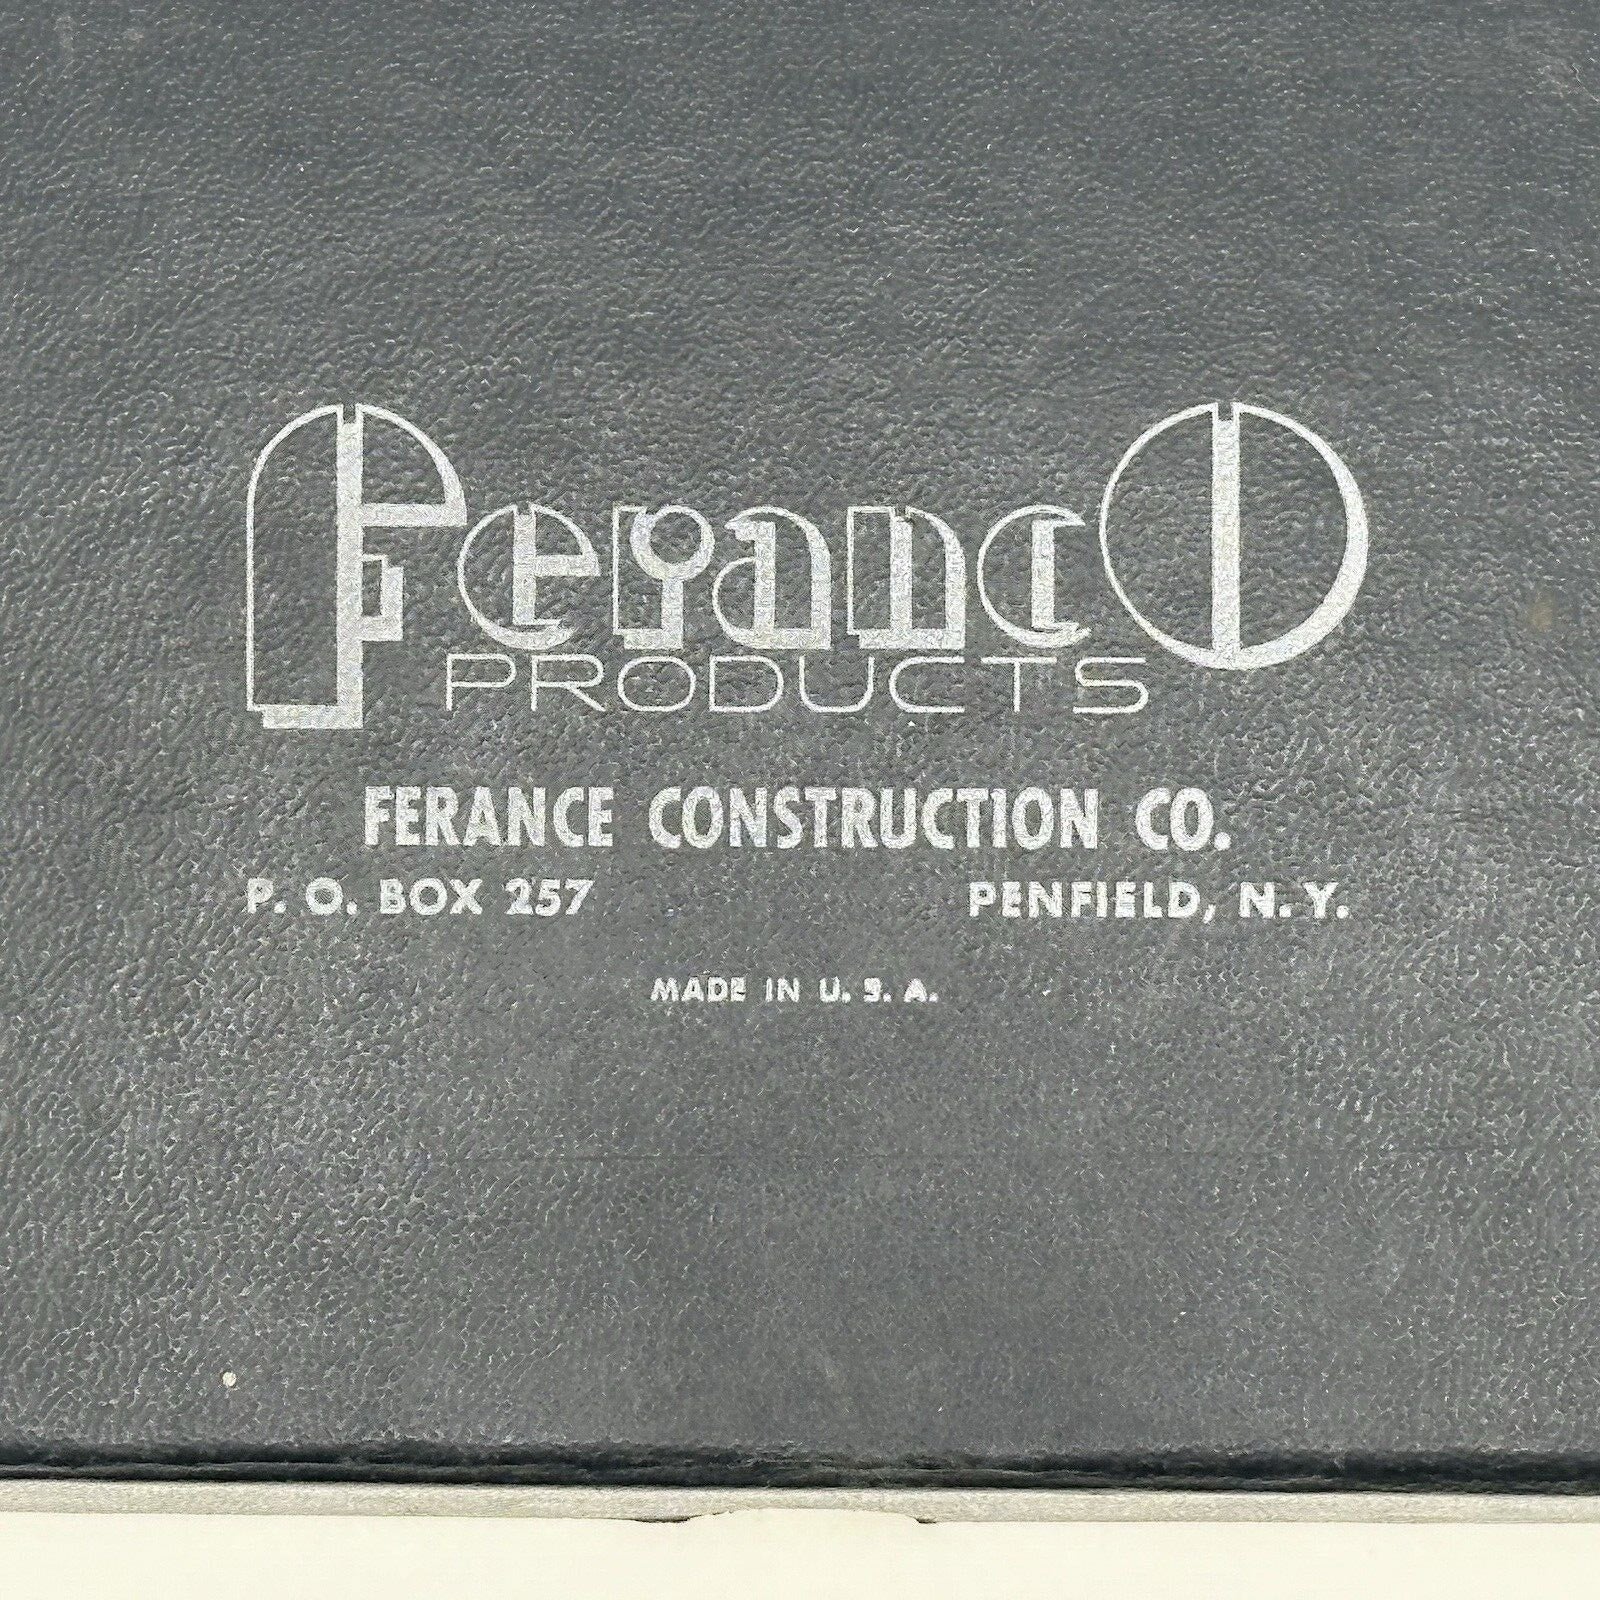 FerancO
PRODUCTS
FERANCE CONSTRUCTION CO.
P. O. BOX 257 PENFIELD, N. Y.
MADE IN U. S. A.